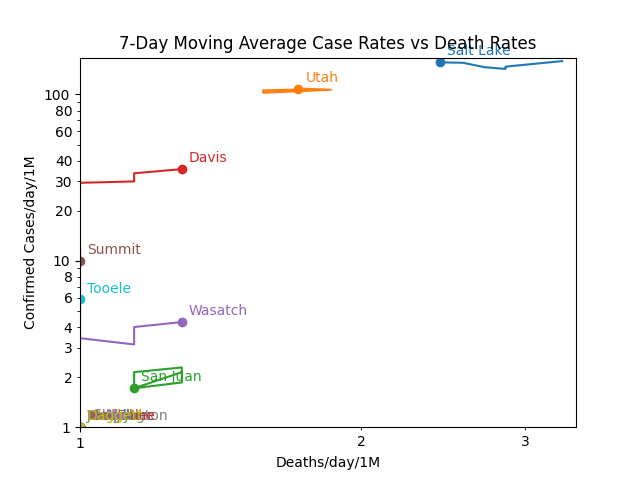 7-Day Moving Average Case Rates vs Death Rates
Salt Lake
Utah
Davis
Summit
Tooele
Wasatch
San Juan
Confirmed Cases/day/1M
100
80
60
40
30
20
10
8
6
4
3
2
1
1
2
3
Deaths/day/1M